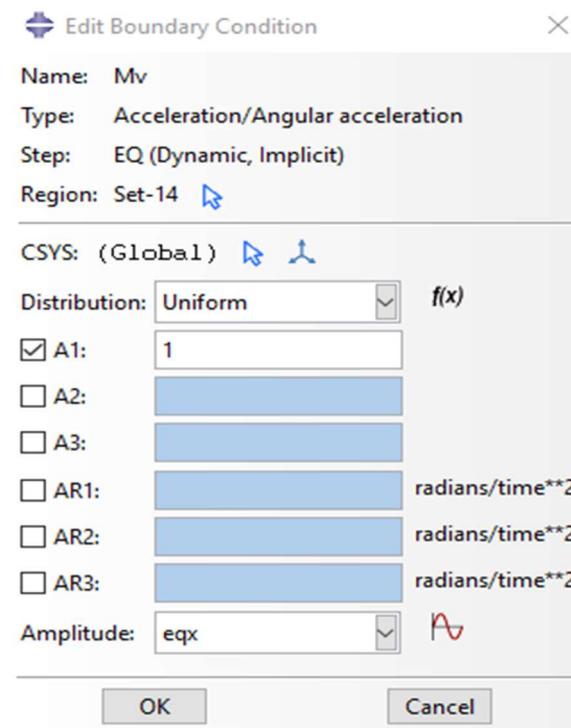 Edit Boundary Condition
Name: Mv
Type: Acceleration/Angular acceleration
Step: EQ (Dynamic, Implicit)
Region: Set-14
CSYS: (Global)
Distribution: Uniform f(x)
A1: 1
A2:
A3:
AR1: radians/time**2
AR2: radians/time**2
AR3: radians/time**2
Amplitude: eqx
OK Cancel